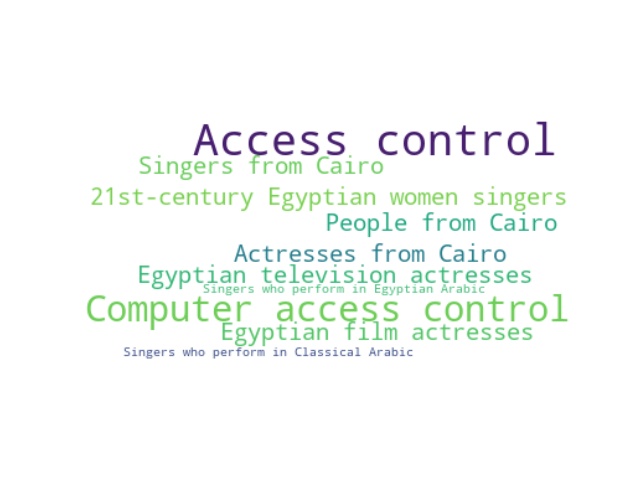 Access control
Singers from Cairo
21st-century Egyptian women singers
People from Cairo
Actresses from Cairo
Egyptian television actresses
Singers who perform in Egyptian Arabic
Computer access control
Egyptian film actresses
Singers who perform in Classical Arabic